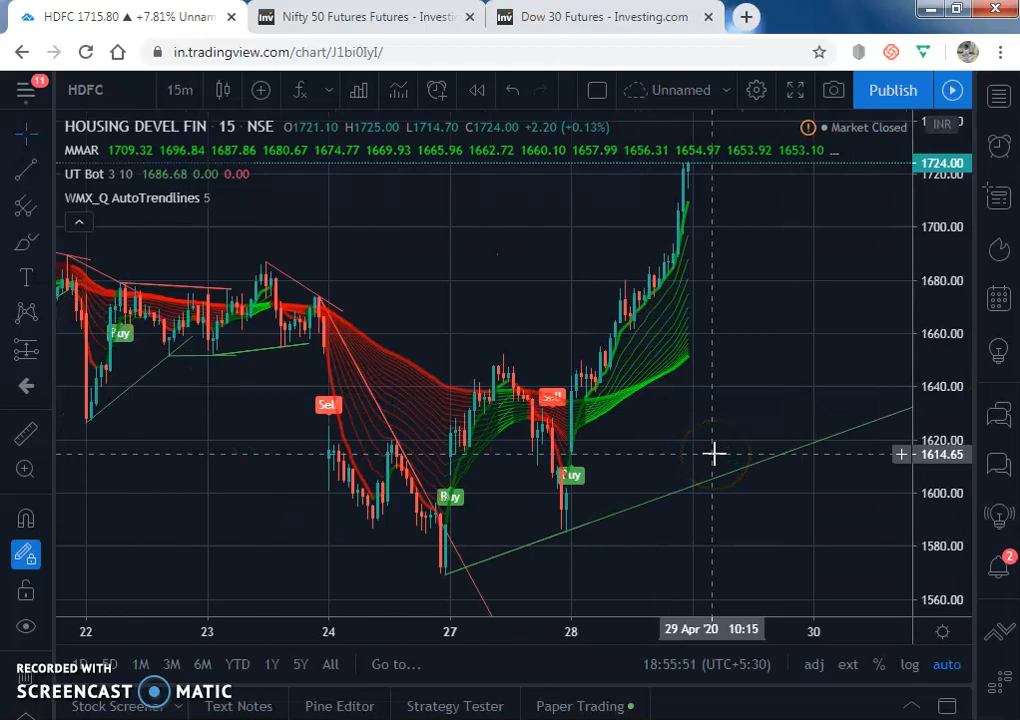 HDFC 1715.80 ▲ +7.81% Unnam
Nifty 50 Futures Futures - Investi
Dow 30 Futures - Investing.com
in.tradingview.com/chart/J1bi0IyI/
11
HDFC
15m
Unnamed
Publish
HOUSING DEVEL FIN · 15 · NSE O1721.10 H1725.00 L1714.70 C1724.00 +2.20 (+0.13%)
Market Closed
INR
MMAR 1709.32 1696.84 1687.86 1680.67 1674.77 1669.93 1665.96 1662.72 1660.10 1657.99 1656.31 1654.97 1653.92 1653.10 ...
UT Bot 3 10 1686.68 0.00 0.00
WMX_Q AutoTrendlines 5
1724.00
1720.00
1700.00
1680.00
1660.00
1640.00
1620.00
1614.65
1600.00
1580.00
1560.00
Buy
Sell
Buy
Sell
Buy
2
22 23 24 27 28 29 Apr '20 10:15 30
1D 5D 1M 3M 6M YTD 1Y 5Y All Go to...
18:55:51 (UTC+5:30) adj ext % log auto
RECORDED WITH
SCREENCAST MATIC
Stock Screener Text Notes Pine Editor Strategy Tester Paper Trading